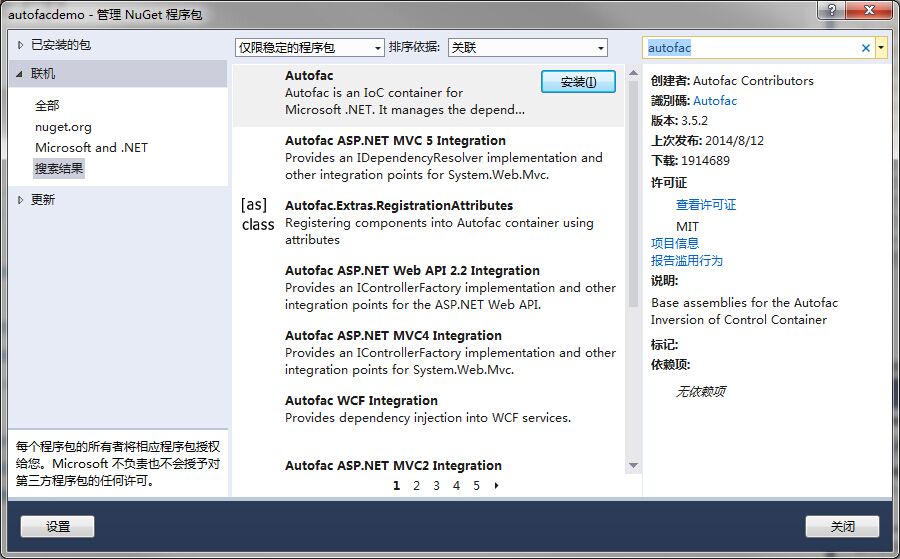 autofacdemo - 管理 NuGet 程序包
已安装的包
联机
全部
nuget.org
Microsoft and .NET
搜索结果
更新
每个程序包的所有者将相应程序包授权
给您。Microsoft 不负责也不会授予对
第三方程序包的任何许可。
仅限稳定的程序包 排序依据: 关联
Autofac
安装(I)
Autofac is an IoC container for
Microsoft .NET. It manages the depend...
Autofac ASP.NET MVC 5 Integration
Provides an IDependencyResolver implementation and
other integration points for System.Web.Mvc.
[as]
class
Autofac.Extras.RegistrationAttributes
Registering components into Autofac container using
attributes
Autofac ASP.NET Web API 2.2 Integration
Provides an IControllerFactory implementation and other
integration points for the ASP.NET Web API.
Autofac ASP.NET MVC4 Integration
Provides an IControllerFactory implementation and other
integration points for System.Web.Mvc.
Autofac WCF Integration
Provides dependency injection into WCF services.
Autofac ASP.NET MVC2 Integration
1 2 3 4 5
autofac
创建者: Autofac Contributors
識別碼: Autofac
版本: 3.5.2
上次发布: 2014/8/12
下载: 1914689
许可证
查看许可证
MIT
项目信息
报告滥用行为
说明:
Base assemblies for the Autofac
Inversion of Control Container
标记:
依赖项:
无依赖项
设置
关闭